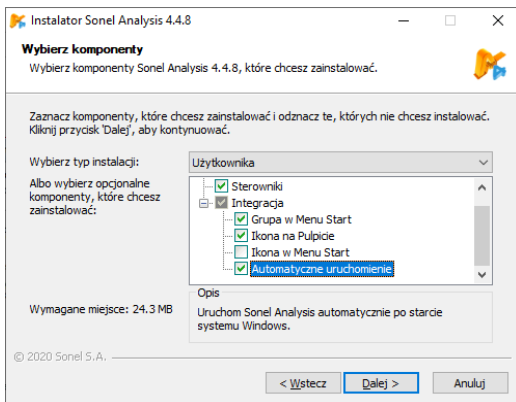 Instalator Sonel Analysis 4.4.8
Wybierz komponenty
Wybierz komponenty Sonel Analysis 4.4.8, które chcesz zainstalować.
Zaznacz komponenty, które chcesz zainstalować i odznacz te, których nie chcesz instalować.
Kliknij przycisk 'Dalej', aby kontynuować.
Wybierz typ instalacji:
Użytkownika
Albo wybierz opcjonalne
komponenty, które chcesz
zainstalować:
Sterowniki
Integracja
Grupa w Menu Start
Ikona na Pulpicie
Ikona w Menu Start
Automatyczne uruchomienie
Wymagane miejsce: 24.3 MB
Opis
Uruchom Sonel Analysis automatycznie po starcie
systemu Windows.
© 2020 Sonel S.A.
< Wstecz
Dalej >
Anuluj